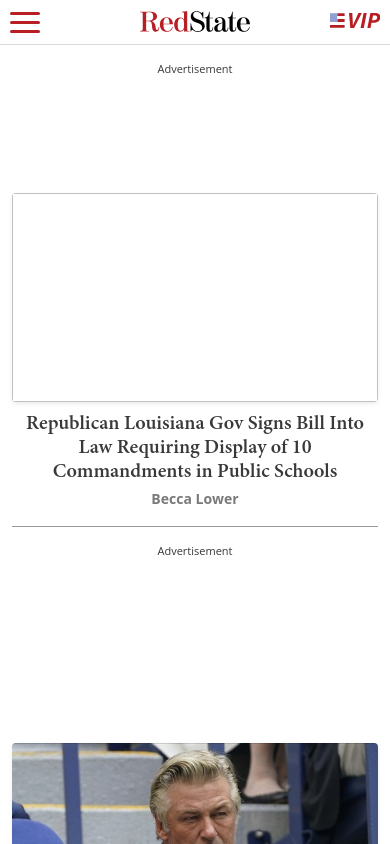 RedState
VIP
Advertisement
Republican Louisiana Gov Signs Bill Into
Law Requiring Display of 10
Commandments in Public Schools
Becca Lower
Advertisement